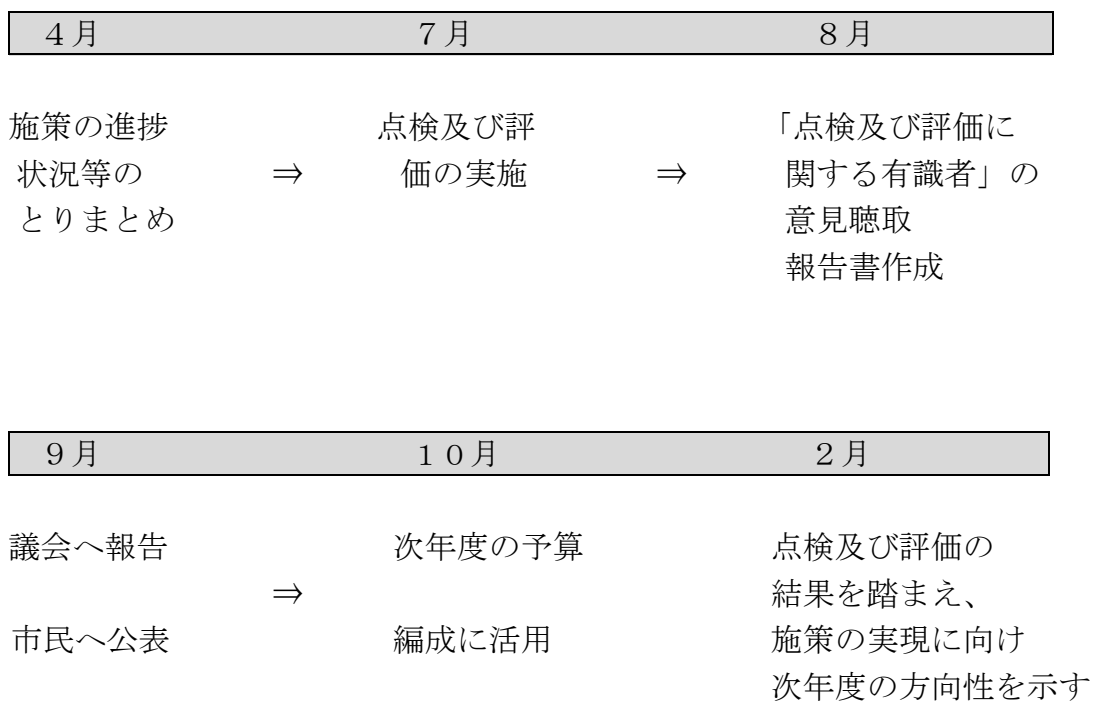 ４月　７月　８月
施策の進捗　点検及び評　「点検及び評価に
状況等の　⇒　価の実施　⇒　関する有識者」の
とりまとめ　意見聴取
報告書作成
９月　１０月　２月
議会へ報告　次年度の予算　点検及び評価の
⇒　結果を踏まえ、
市民へ公表　編成に活用　施策の実現に向け
次年度の方向性を示す